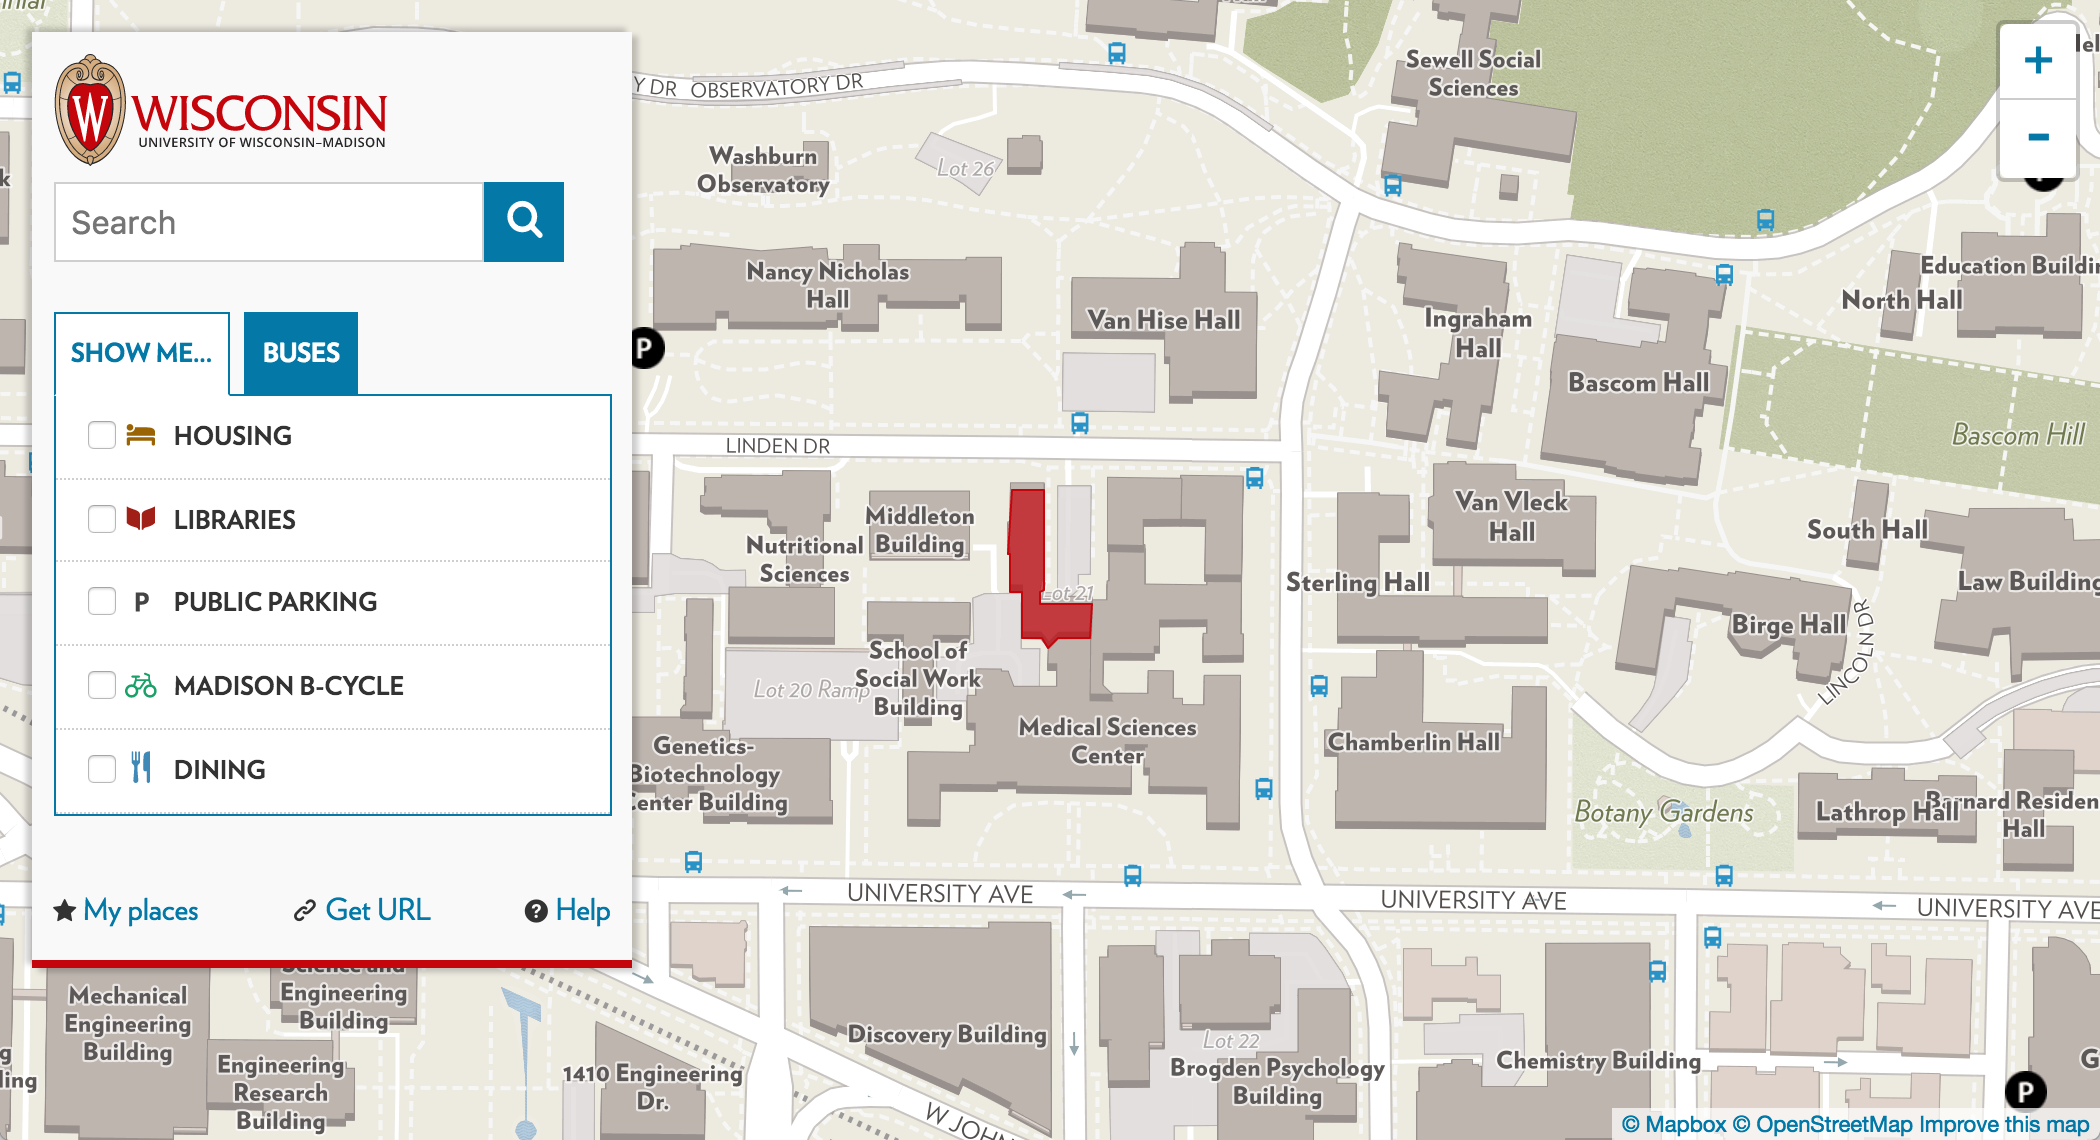 WISCONSIN
UNIVERSITY OF WISCONSIN–MADISON
Search
SHOW ME...
BUSES
HOUSING
LIBRARIES
P PUBLIC PARKING
MADISON B-CYCLE
DINING
My places
Get URL
Help
Y DR
OBSERVATORY DR
Sewell Social
Sciences
Washburn
Observatory
Lot 26
Nancy Nicholas
Hall
Van Hise Hall
Ingraham
Hall
Bascom Hall
North Hall
Education Buildin
Bascom Hill
P
LINDEN DR
Middleton
Building
Nutritional
Sciences
Lot 21
Van Vleck
Hall
Sterling Hall
South Hall
Law Building
Birge Hall
LINCOLN DR
School of
Social Work
Building
Lot 20 Ramp
Medical Sciences
Center
Chamberlin Hall
Genetics-
Biotechnology
Center Building
Botany Gardens
Lathrop Hall
Barnard Residen
Hall
UNIVERSITY AVE
UNIVERSITY AVE
UNIVERSITY AVE
Mechanical
Engineering
Building
Science and
Engineering
Building
Engineering
Research
Building
1410 Engineering
Dr.
Discovery Building
Lot 22
Brogden Psychology
Building
Chemistry Building
W JOHN
P
© Mapbox © OpenStreetMap Improve this map
+
-